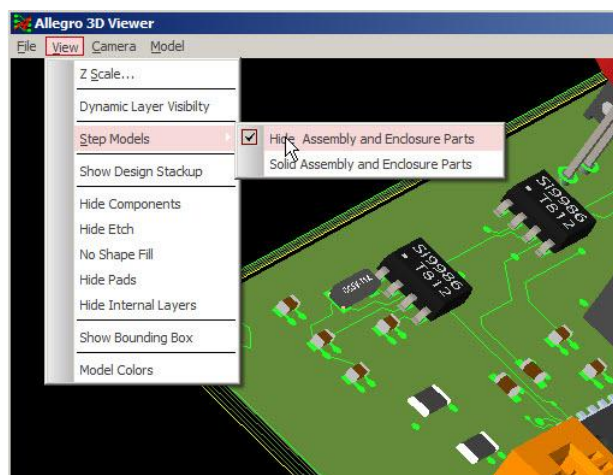 Allegro 3D Viewer
File View Camera Model
Z Scale...
Dynamic Layer Visibilty
Step Models
Hide Assembly and Enclosure Parts
Solid Assembly and Enclosure Parts
Show Design Stackup
Hide Components
Hide Etch
No Shape Fill
Hide Pads
Hide Internal Layers
Show Bounding Box
Model Colors
Si9986
T812
Si9986
T812